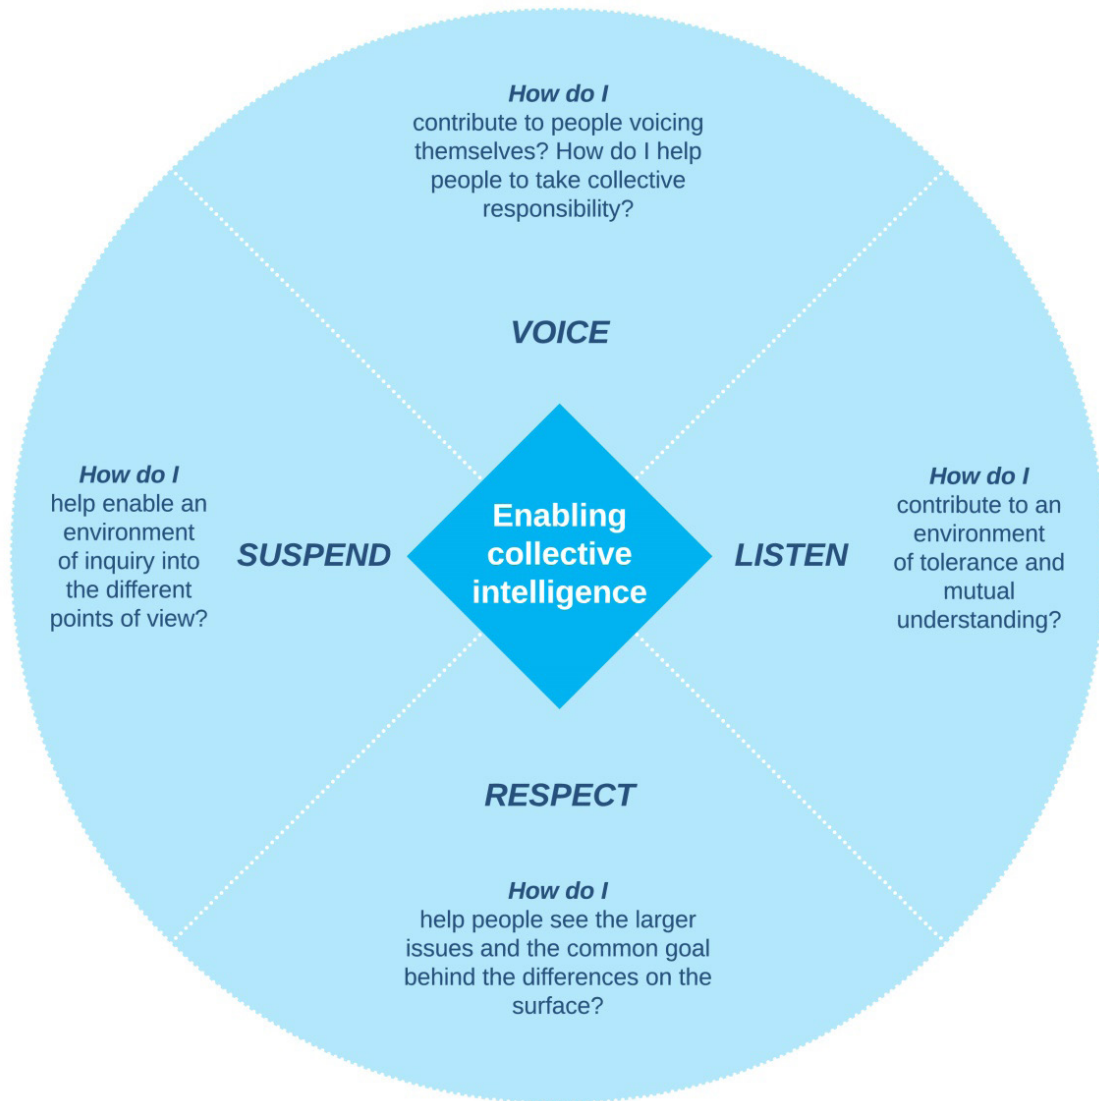 How do I
contribute to people voicing
themselves? How do I help
people to take collective
responsibility?
VOICE
How do I
help enable an
environment
of inquiry into
the different
points of view?
SUSPEND
Enabling
collective
intelligence
LISTEN
How do I
contribute to an
environment
of tolerance and
mutual
understanding?
RESPECT
How do I
help people see the larger
issues and the common goal
behind the differences on the
surface?